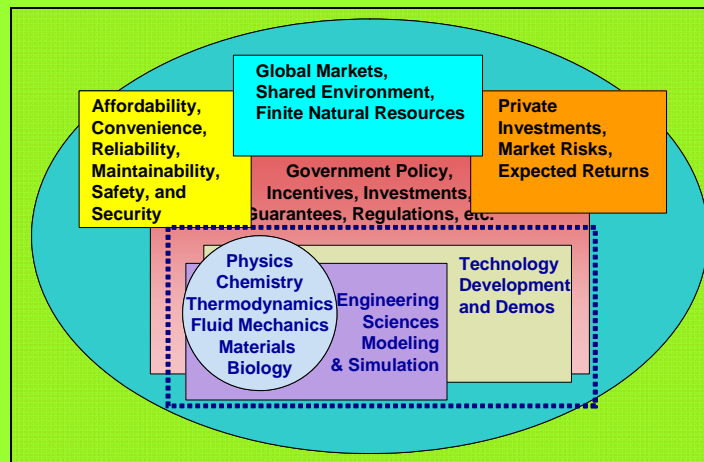 Global Markets,
Shared Environment,
Finite Natural Resources
Affordability,
Convenience,
Reliability,
Maintainability,
Safety, and
Security
Private
Investments,
Market Risks,
Expected Returns
Government Policy,
Incentives, Investments,
Guarantees, Regulations, etc.
Physics
Chemistry
Thermodynamics
Fluid Mechanics
Materials
Biology
Engineering
Sciences
Modeling
& Simulation
Technology
Development
and Demos